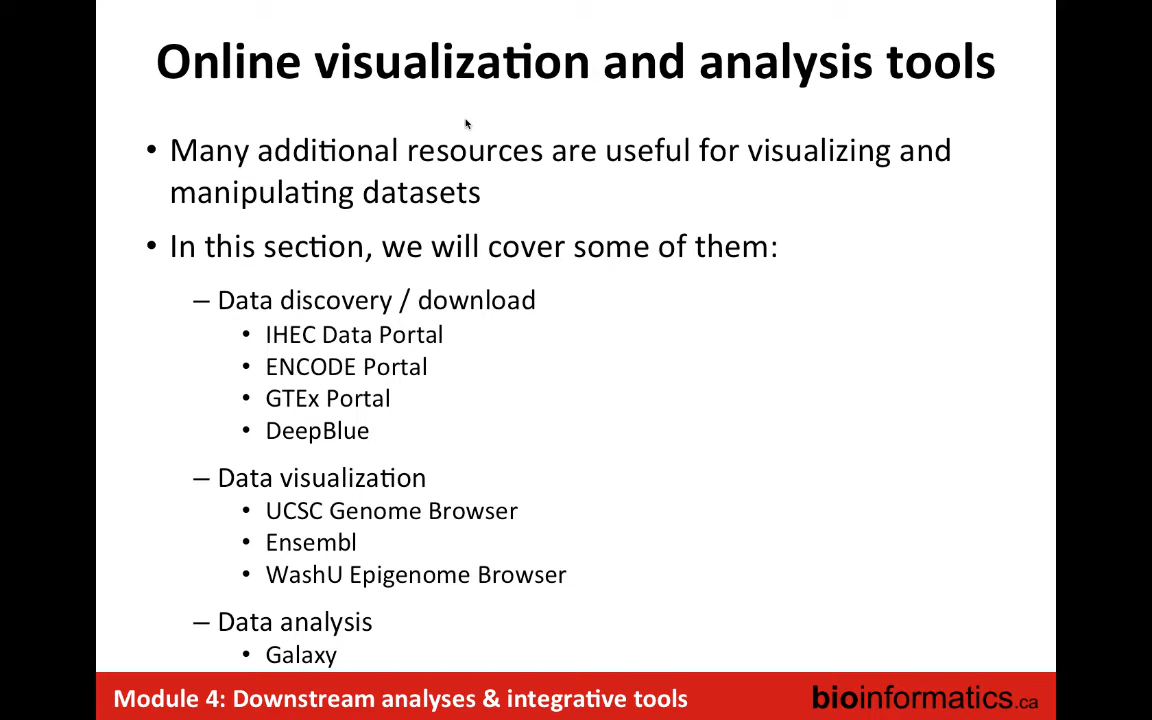 Online visualization and analysis tools
• Many additional resources are useful for visualizing and
manipulating datasets
• In this section, we will cover some of them:
– Data discovery / download
• IHEC Data Portal
• ENCODE Portal
• GTEx Portal
• DeepBlue
– Data visualization
• UCSC Genome Browser
• Ensembl
• WashU Epigenome Browser
– Data analysis
• Galaxy
Module 4: Downstream analyses & integrative tools
bioinformatics.ca